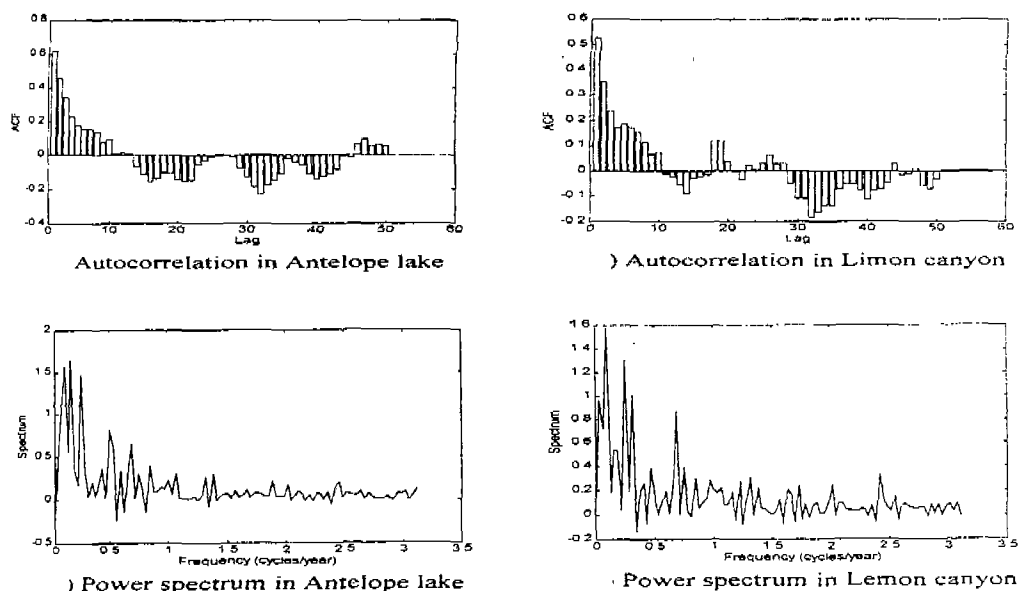 0 8
0 6
0 4
0 2
0
-0.2
-0.4
ACF
0 10 20 30 40 50 60
Lag
Autocorrelation in Antelope lake
0.6
0.5
0.4
0.3
0.2
0.1
0
-0.1
-0.2
ACF
0 10 20 30 40 50 60
Lag
) Autocorrelation in Limon canyon
2
1.5
1
0.5
0
-0 5
Spectrum
0 0 5 1 1 5 2 2 5 3 3 5
Frequency (cycles/year)
) Power spectrum in Antelope lake
1 6
1.4
1.2
1
0 8
0 6
0.4
0.2
0
-0 2
Spectrum
0 0 5 1 1 5 2 2 5 3 3 5
Frequency (cycles/year)
Power spectrum in Lemon canyon